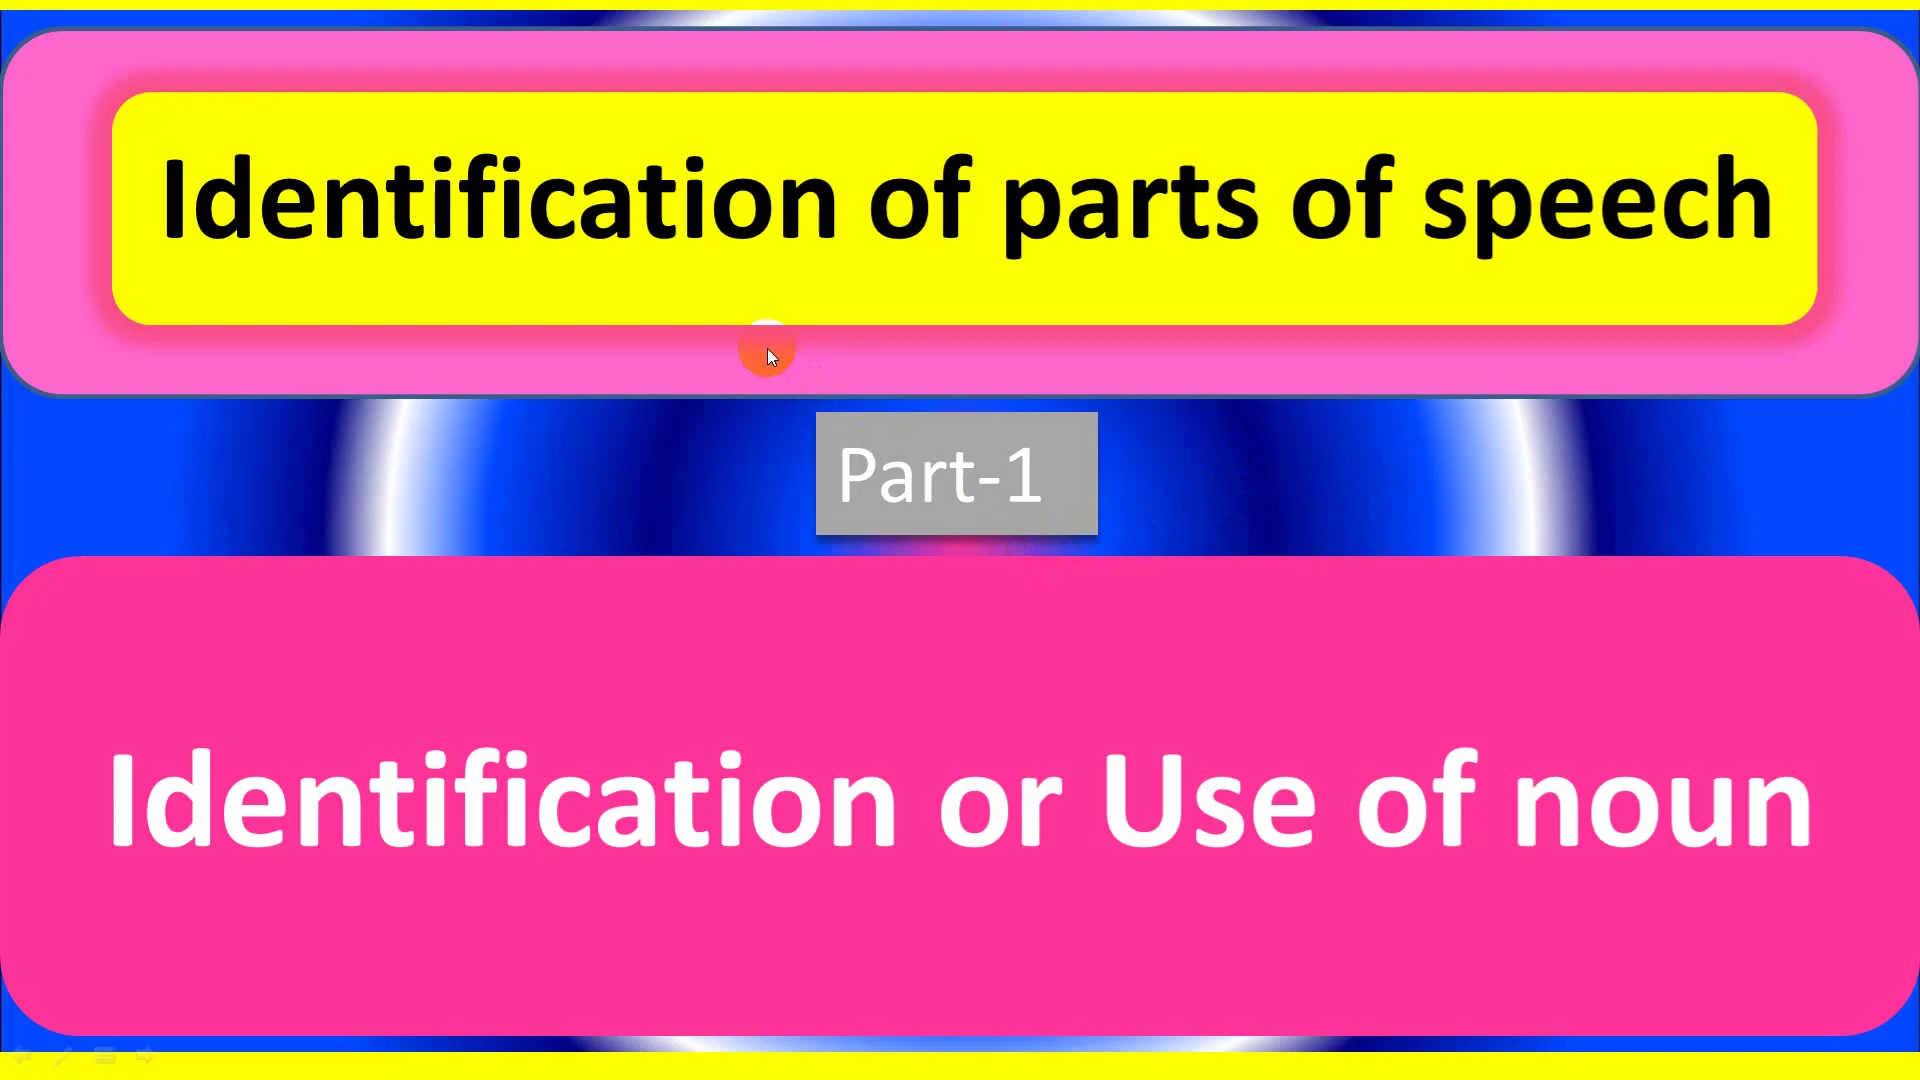 Identification of parts of speech
Part-1
Identification or Use of noun